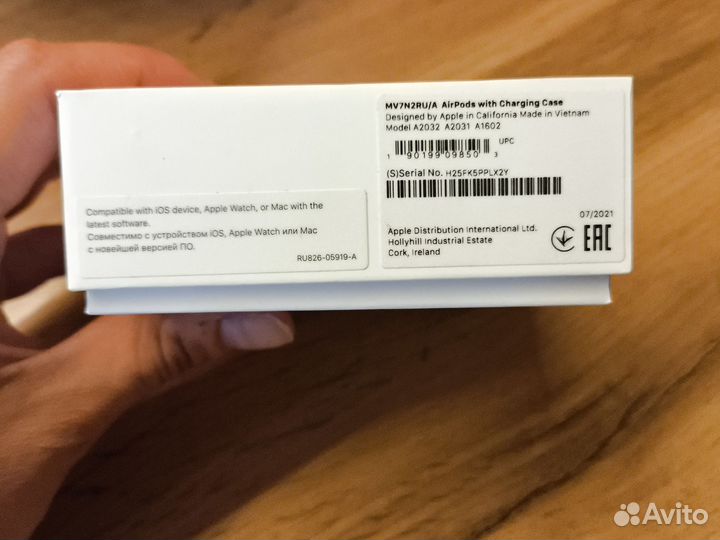 MV7N2RU/A AirPods with Charging Case
Designed by Apple in California Made in Vietnam
Model A2032 A2031 A1602
UPC
1 90199 09850 3
(S)Serial No. H25FK5PPLX2Y
07/2021
Apple Distribution International Ltd.
Hollyhill Industrial Estate
Cork, Ireland
EAC
Compatible with iOS device, Apple Watch, or Mac with the
latest software.
Совместимо с устройством iOS, Apple Watch или Mac
с новейшей версией ПО.
RU826-05919-A
Avito